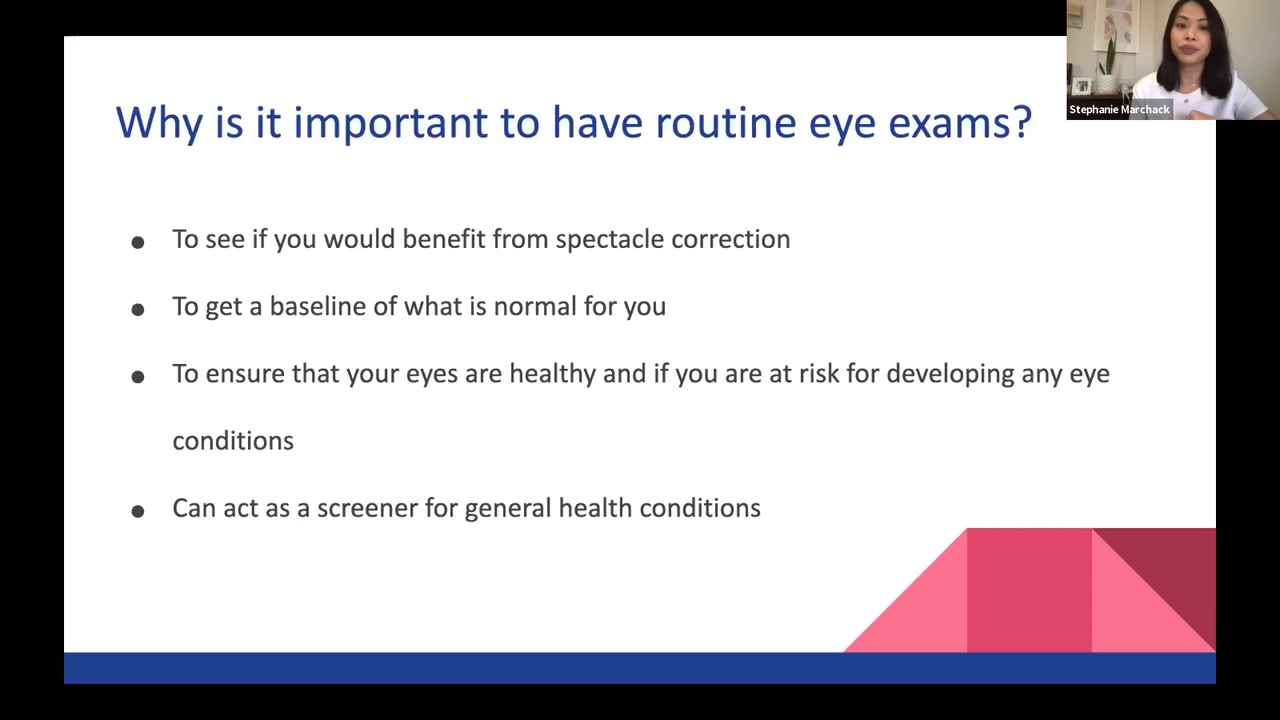 Why is it important to have routine eye exams?
Stephanie Marchack
● To see if you would benefit from spectacle correction
● To get a baseline of what is normal for you
● To ensure that your eyes are healthy and if you are at risk for developing any eye
conditions
● Can act as a screener for general health conditions